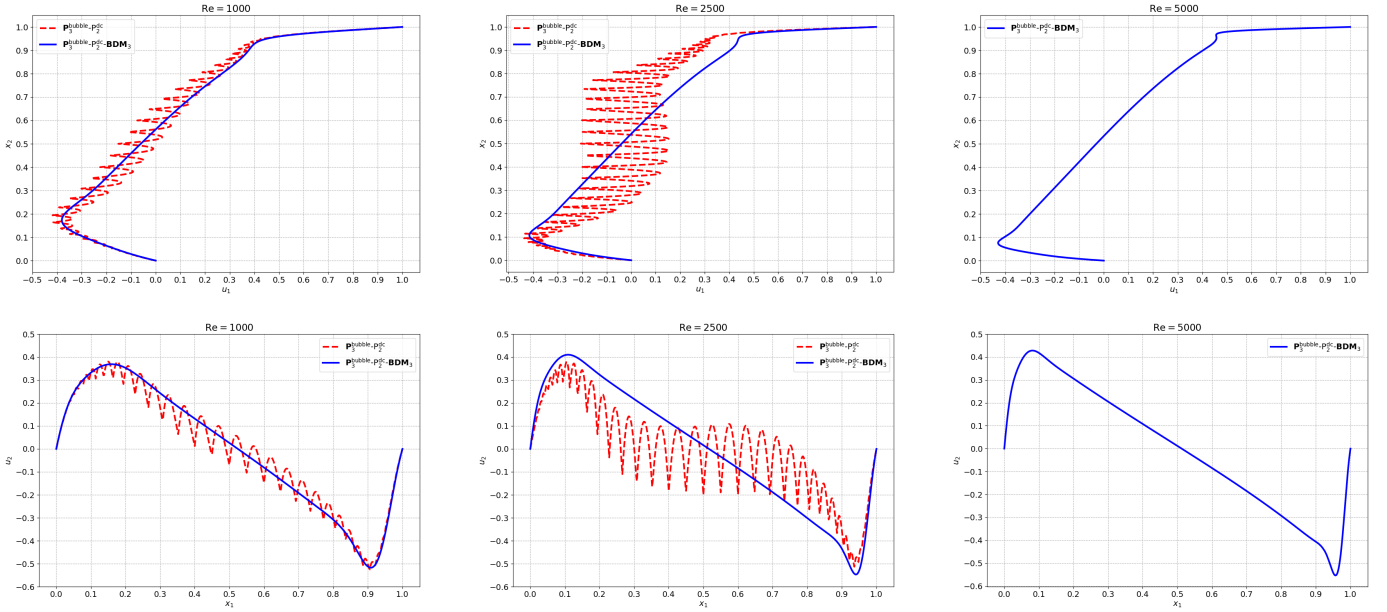 Re = 1000
P₃ᵇᵘᵇᵇˡᵉ-P₂ᵈᶜ
P₃ᵇᵘᵇᵇˡᵉ-P₂ᵈᶜ-BDM₃
x₂
1.0
0.9
0.8
0.7
0.6
0.5
0.4
0.3
0.2
0.1
0.0
−0.5 −0.4 −0.3 −0.2 −0.1 0.0 0.1 0.2 0.3 0.4 0.5 0.6 0.7 0.8 0.9 1.0
u₁
Re = 2500
P₃ᵇᵘᵇᵇˡᵉ-P₂ᵈᶜ
P₃ᵇᵘᵇᵇˡᵉ-P₂ᵈᶜ-BDM₃
x₂
1.0
0.9
0.8
0.7
0.6
0.5
0.4
0.3
0.2
0.1
0.0
−0.5 −0.4 −0.3 −0.2 −0.1 0.0 0.1 0.2 0.3 0.4 0.5 0.6 0.7 0.8 0.9 1.0
u₁
Re = 5000
P₃ᵇᵘᵇᵇˡᵉ-P₂ᵈᶜ-BDM₃
x₂
1.0
0.9
0.8
0.7
0.6
0.5
0.4
0.3
0.2
0.1
0.0
−0.5 −0.4 −0.3 −0.2 −0.1 0.0 0.1 0.2 0.3 0.4 0.5 0.6 0.7 0.8 0.9 1.0
u₁
Re = 1000
P₃ᵇᵘᵇᵇˡᵉ-P₂ᵈᶜ
P₃ᵇᵘᵇᵇˡᵉ-P₂ᵈᶜ-BDM₃
u₂
0.5
0.4
0.3
0.2
0.1
0.0
−0.1
−0.2
−0.3
−0.4
−0.5
−0.6
0.0 0.1 0.2 0.3 0.4 0.5 0.6 0.7 0.8 0.9 1.0
x₁
Re = 2500
P₃ᵇᵘᵇᵇˡᵉ-P₂ᵈᶜ
P₃ᵇᵘᵇᵇˡᵉ-P₂ᵈᶜ-BDM₃
u₂
0.5
0.4
0.3
0.2
0.1
0.0
−0.1
−0.2
−0.3
−0.4
−0.5
−0.6
0.0 0.1 0.2 0.3 0.4 0.5 0.6 0.7 0.8 0.9 1.0
x₁
Re = 5000
P₃ᵇᵘᵇᵇˡᵉ-P₂ᵈᶜ-BDM₃
u₂
0.5
0.4
0.3
0.2
0.1
0.0
−0.1
−0.2
−0.3
−0.4
−0.5
−0.6
0.0 0.1 0.2 0.3 0.4 0.5 0.6 0.7 0.8 0.9 1.0
x₁